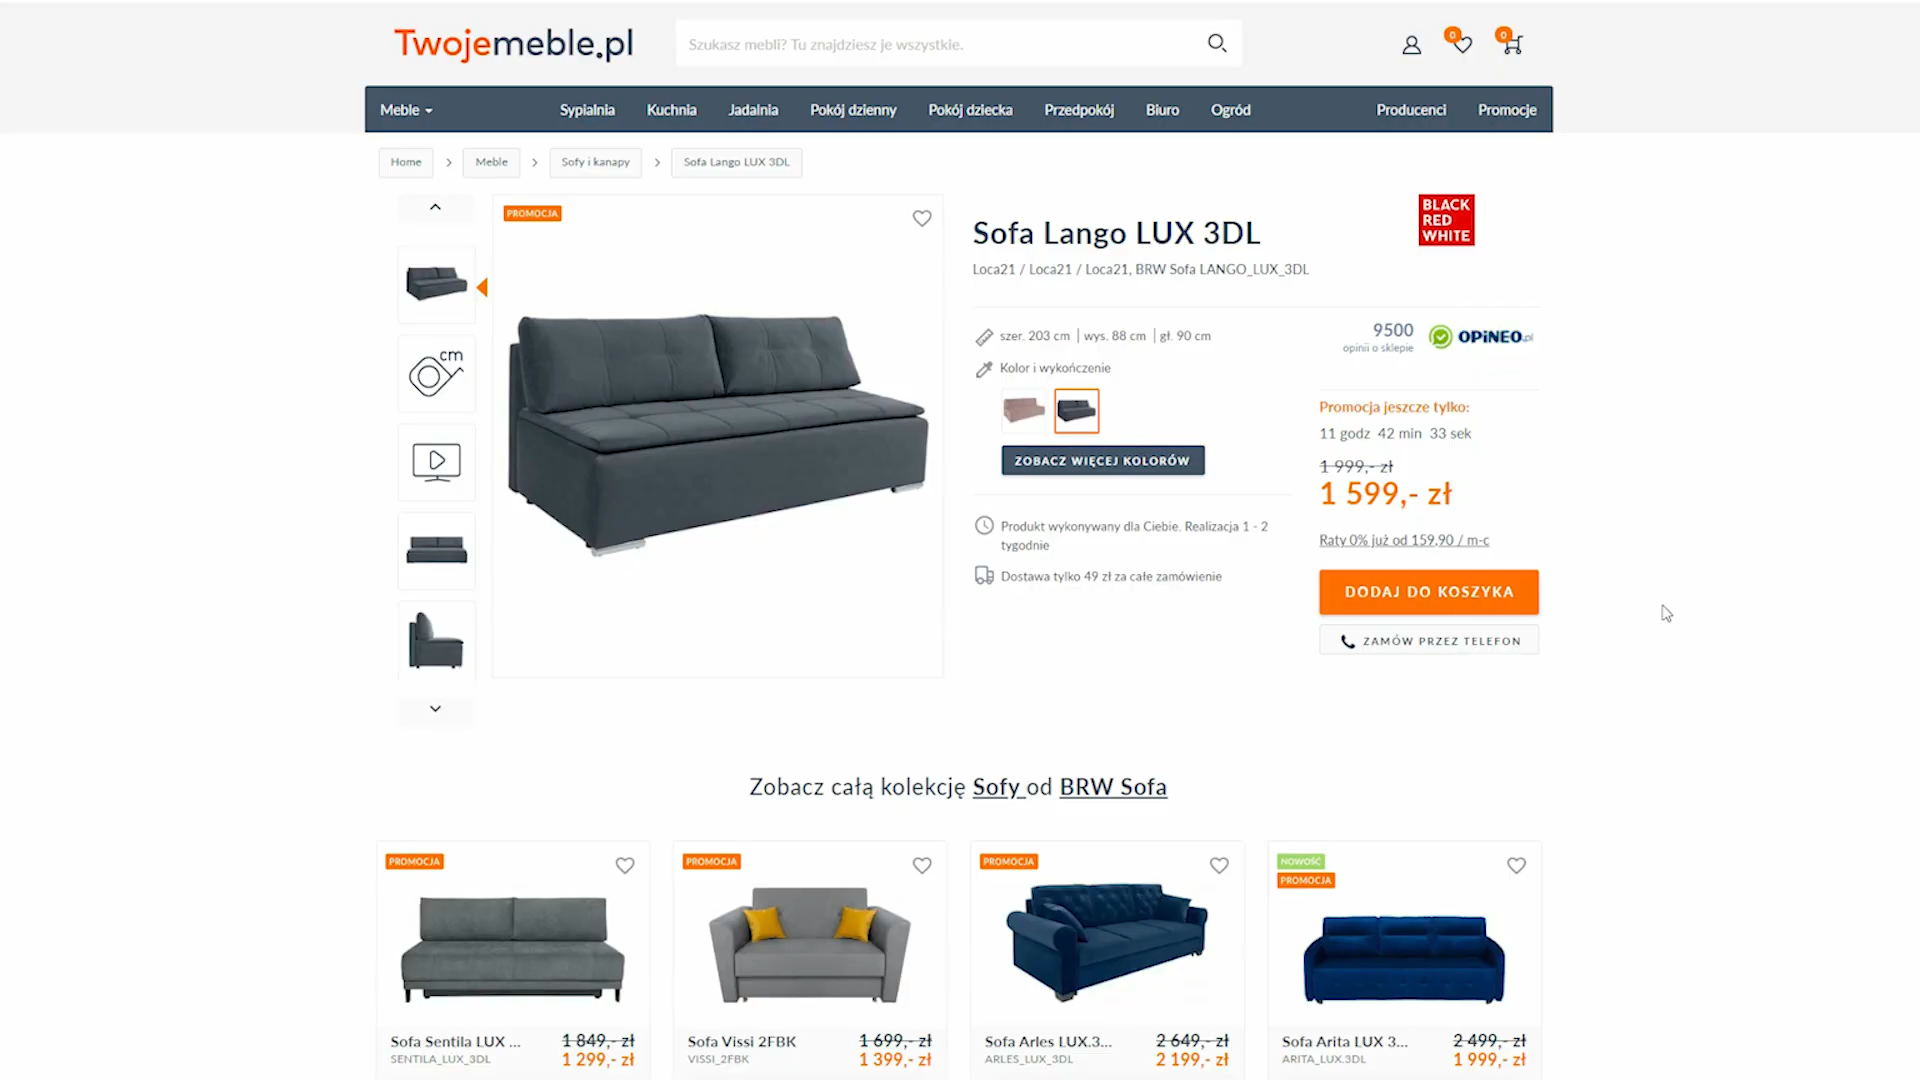 Twojemeble.pl
Szukasz mebli? Tu znajdziesz je wszystkie.
0
0
Meble
Sypialnia
Kuchnia
Jadalnia
Pokój dzienny
Pokój dziecka
Przedpokój
Biuro
Ogród
Producenci
Promocje
Home
Meble
Sofy i kanapy
Sofa Lango LUX 3DL
PROMOCJA
cm
Sofa Lango LUX 3DL
Loca21 / Loca21 / Loca21, BRW Sofa LANGO_LUX_3DL
BLACK
RED
WHITE
szer. 203 cm | wys. 88 cm | gł. 90 cm
Kolor i wykończenie
ZOBACZ WIĘCEJ KOLORÓW
Produkt wykonywany dla Ciebie. Realizacja 1 - 2
tygodnie
Dostawa tylko 49 zł za całe zamówienie
9500
opinii o sklepie
OPiNEO.pl
Promocja jeszcze tylko:
11 godz 42 min 33 sek
1 999,- zł
1 599,- zł
Raty 0% już od 159,90 / m-c
DODAJ DO KOSZYKA
ZAMÓW PRZEZ TELEFON
Zobacz całą kolekcję Sofy od BRW Sofa
PROMOCJA
Sofa Sentila LUX ...
SENTILA_LUX_3DL
1 849,- zł
1 299,- zł
PROMOCJA
Sofa Vissi 2FBK
VISSI_2FBK
1 699,- zł
1 399,- zł
PROMOCJA
Sofa Arles LUX.3...
ARLES_LUX_3DL
2 649,- zł
2 199,- zł
NOWOŚĆ
PROMOCJA
Sofa Arita LUX 3...
ARITA_LUX.3DL
2 499,- zł
1 999,- zł